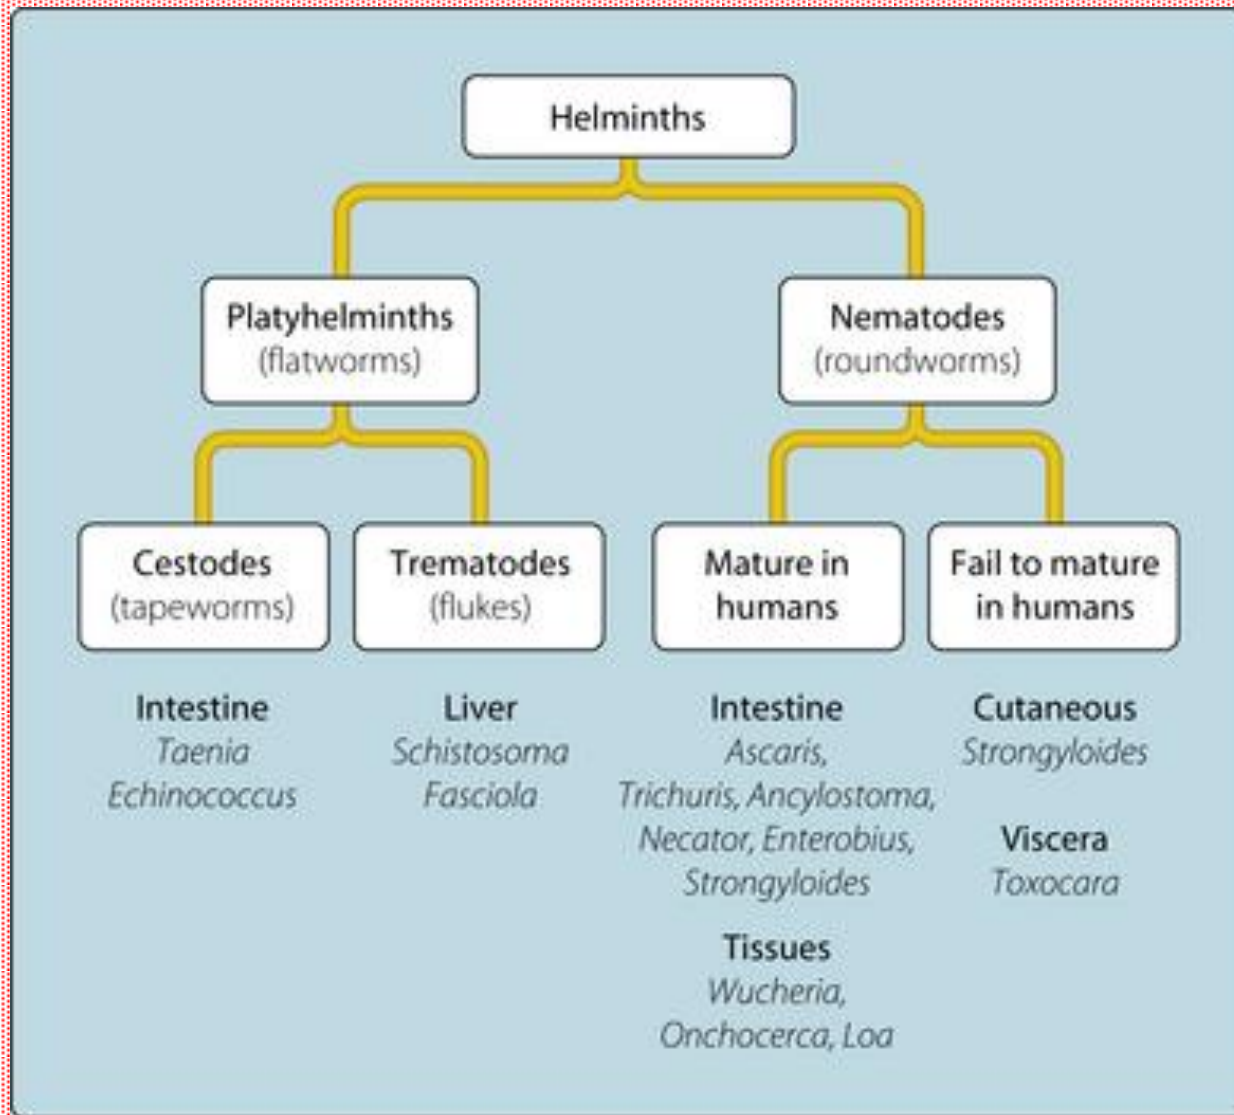 Helminths
Platyhelminths
(flatworms)
Nematodes
(roundworms)
Cestodes
(tapeworms)
Trematodes
(flukes)
Mature in
humans
Fail to mature
in humans
Intestine
Taenia
Echinococcus
Liver
Schistosoma
Fasciola
Intestine
Ascaris,
Trichuris, Ancylostoma,
Necator, Enterobius,
Strongyloides
Tissues
Wucheria,
Onchocerca, Loa
Cutaneous
Strongyloides
Viscera
Toxocara